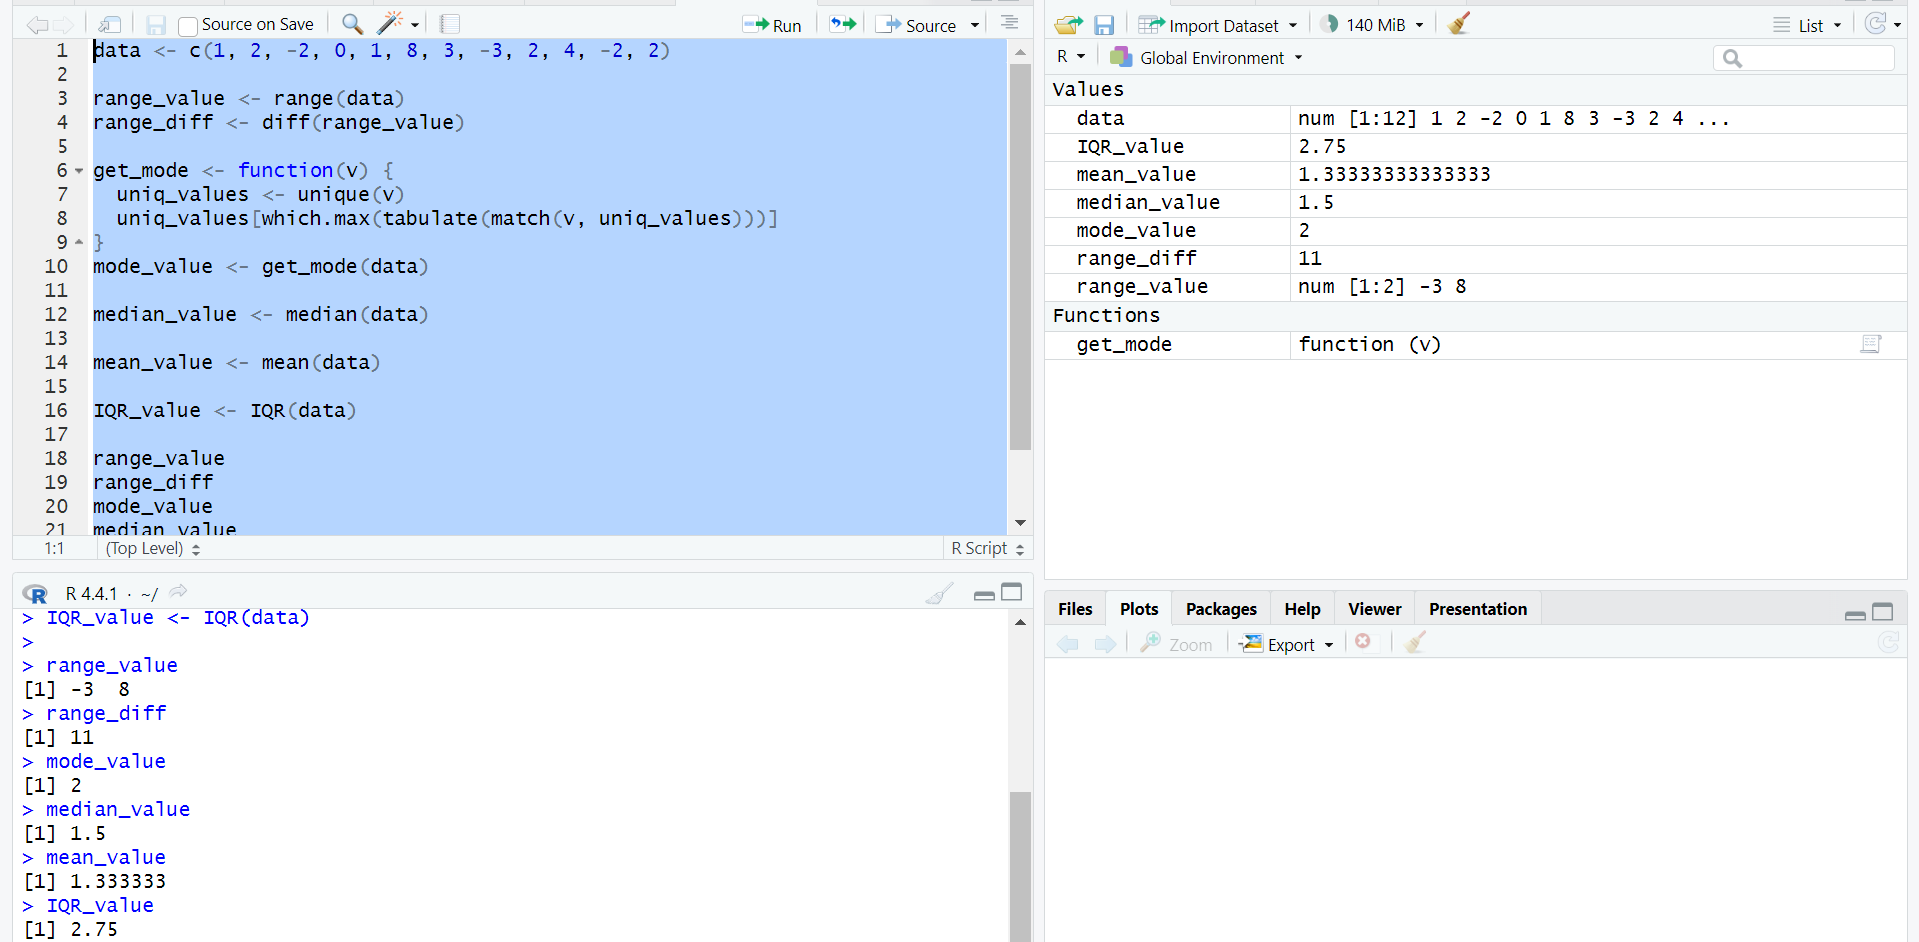 Source on Save
Run
Source
1 data <- c(1, 2, -2, 0, 1, 8, 3, -3, 2, 4, -2, 2)
2
3 range_value <- range(data)
4 range_diff <- diff(range_value)
5
6 get_mode <- function(v) {
7   uniq_values <- unique(v)
8   uniq_values[which.max(tabulate(match(v, uniq_values)))]
9 }
10 mode_value <- get_mode(data)
11
12 median_value <- median(data)
13
14 mean_value <- mean(data)
15
16 IQR_value <- IQR(data)
17
18 range_value
19 range_diff
20 mode_value
21 median_value
1:1 (Top Level) R Script
R 4.4.1 · ~/
> IQR_value <- IQR(data)
>
> range_value
[1] -3  8
> range_diff
[1] 11
> mode_value
[1] 2
> median_value
[1] 1.5
> mean_value
[1] 1.333333
> IQR_value
[1] 2.75
Import Dataset 140 MiB List
R Global Environment
Values
data num [1:12] 1 2 -2 0 1 8 3 -3 2 4 ...
IQR_value 2.75
mean_value 1.33333333333333
median_value 1.5
mode_value 2
range_diff 11
range_value num [1:2] -3 8
Functions
get_mode function (v)
Files Plots Packages Help Viewer Presentation
Zoom Export